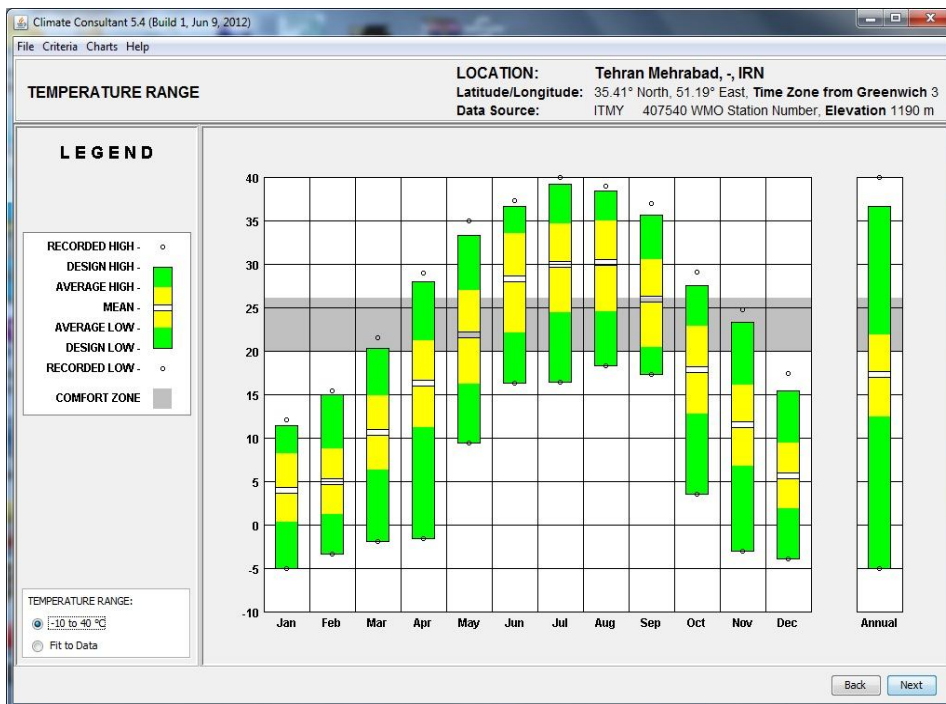 Climate Consultant 5.4 (Build 1, Jun 9, 2012)
File Criteria Charts Help
TEMPERATURE RANGE
LOCATION: Tehran Mehrabad, -, IRN
Latitude/Longitude: 35.41° North, 51.19° East, Time Zone from Greenwich 3
Data Source: ITMY 407540 WMO Station Number, Elevation 1190 m
LEGEND
RECORDED HIGH -
DESIGN HIGH -
AVERAGE HIGH -
MEAN -
AVERAGE LOW -
DESIGN LOW -
RECORDED LOW -
COMFORT ZONE
TEMPERATURE RANGE:
-10 to 40 °C
Fit to Data
40
35
30
25
20
15
10
5
0
-5
-10
Jan Feb Mar Apr May Jun Jul Aug Sep Oct Nov Dec Annual
Back Next